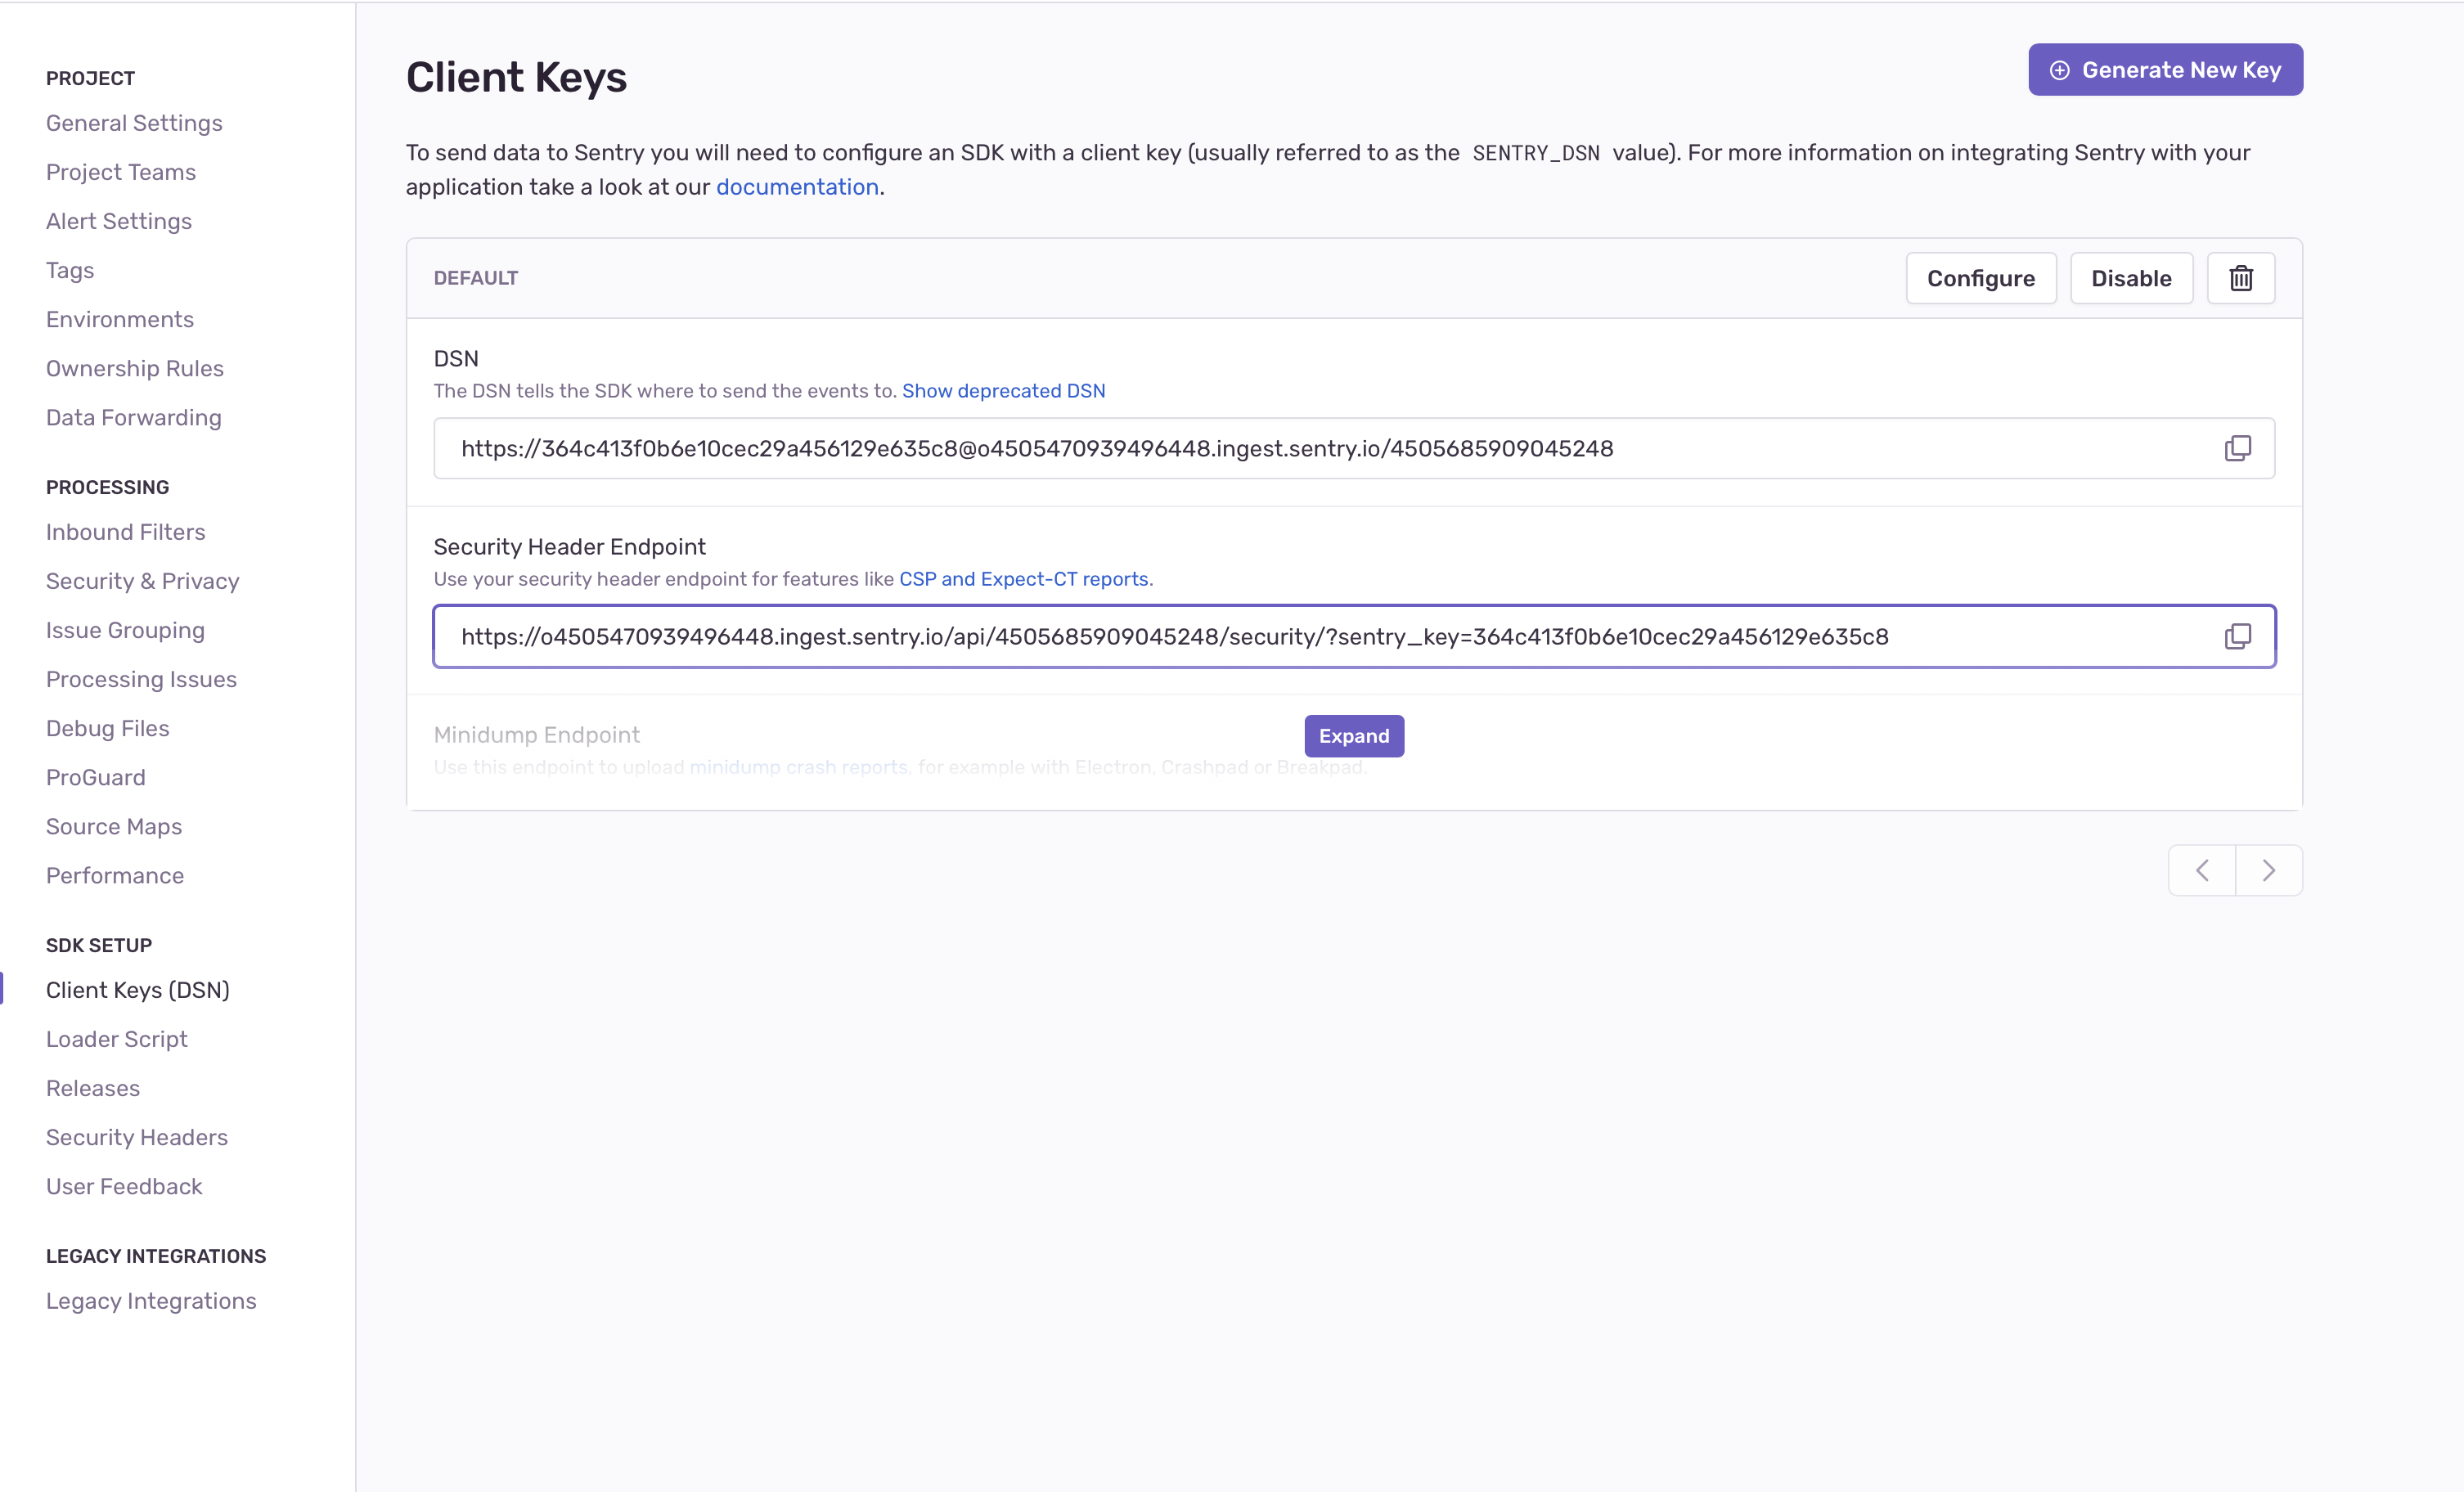 PROJECT
General Settings
Project Teams
Alert Settings
Tags
Environments
Ownership Rules
Data Forwarding
PROCESSING
Inbound Filters
Security & Privacy
Issue Grouping
Processing Issues
Debug Files
ProGuard
Source Maps
Performance
SDK SETUP
Client Keys (DSN)
Loader Script
Releases
Security Headers
User Feedback
LEGACY INTEGRATIONS
Legacy Integrations
Client Keys
Generate New Key
To send data to Sentry you will need to configure an SDK with a client key (usually referred to as the SENTRY_DSN value). For more information on integrating Sentry with your
application take a look at our documentation.
DEFAULT
Configure
Disable
DSN
The DSN tells the SDK where to send the events to. Show deprecated DSN
https://364c413f0b6e10cec29a456129e635c8@o4505470939496448.ingest.sentry.io/4505685909045248
Security Header Endpoint
Use your security header endpoint for features like CSP and Expect-CT reports.
https://o4505470939496448.ingest.sentry.io/api/4505685909045248/security/?sentry_key=364c413f0b6e10cec29a456129e635c8
Minidump Endpoint
Expand
Use this endpoint to upload minidump crash reports, for example with Electron, Crashpad or Breakpad.